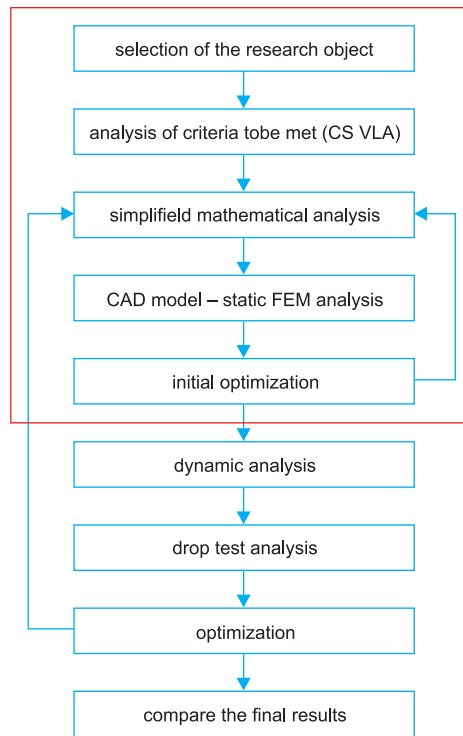 selection of the research object
analysis of criteria tobe met (CS VLA)
simplifield mathematical analysis
CAD model – static FEM analysis
initial optimization
dynamic analysis
drop test analysis
optimization
compare the final results